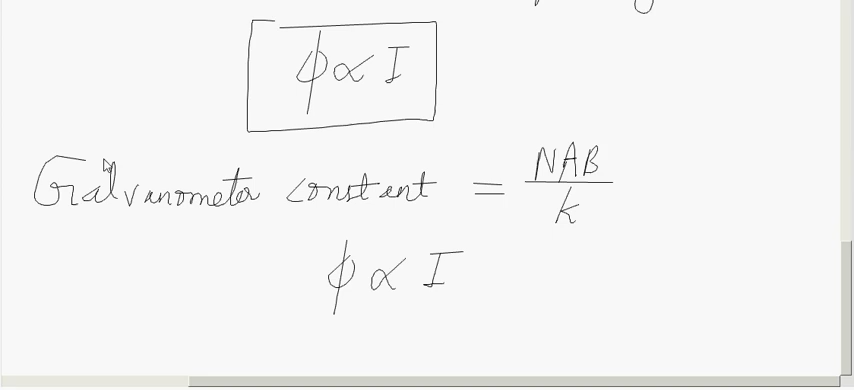 ϕ ∝ I
Galvanometer constant = NAB/k
ϕ ∝ I